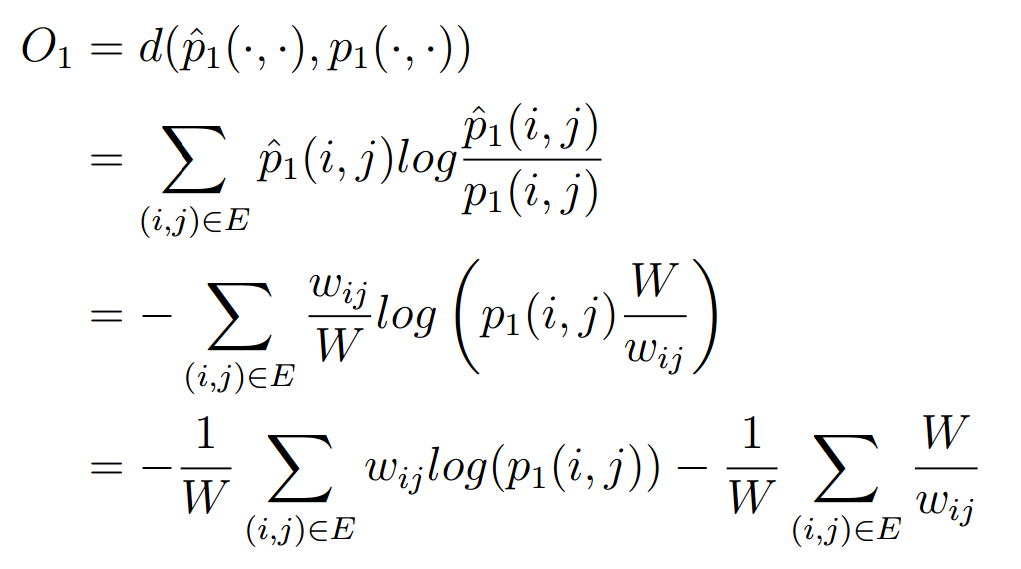 O_1 = d(\hat{p}_1(\cdot,\cdot), p_1(\cdot,\cdot))
= \sum_{(i,j)\in E} \hat{p}_1(i,j) log \frac{\hat{p}_1(i,j)}{p_1(i,j)}
= -\sum_{(i,j)\in E} \frac{w_{ij}}{W} log \left( p_1(i,j) \frac{W}{w_{ij}} \right)
= -\frac{1}{W} \sum_{(i,j)\in E} w_{ij} log(p_1(i,j)) - \frac{1}{W} \sum_{(i,j)\in E} \frac{W}{w_{ij}}